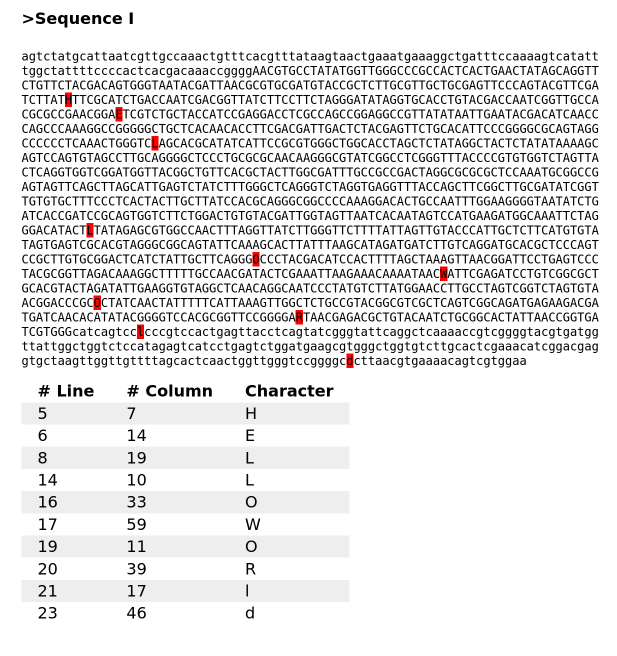 >Sequence I
agtctatgcattaatcgttgccaaactgtttcacgtttataagtaactgaaatgaaaggctgatttccaaaagtcatatt
tggctattttccccactcacgacaaaccggggAACGTGCCTATATGGTTGGGCCCGCCACTCACTGAACTATAGCAGGTT
CTGTTCTACGACAGTGGGTAATACGATTAACGCGTGCGATGTACCGCTCTTGCGTTGCTGCGAGTTCCCAGTACGTTCGA
TCTTATHTTCGCATCTGACCAATCGACGGTTATCTTCCTTCTAGGGATATAGGTGCACCTGTACGACCAATCGGTTGCCA
CGCGCCGAACGGAETCGTCTGCTACCATCCGAGGACCTCGCCAGCCGGAGGCCGTTATATAATTGAATACGACATCAACC
CAGCCCAAAGGCCGGGGGCTGCTCACAACACCTTCGACGATTGACTCTACGAGTTCTGCACATTCCCGGGGCGCAGTAGG
CCCCCCTCAAACTGGGTCLAGCACGCATATCATTCCGCGTGGGCTGGCACCTAGCTCTATAGGCTACTCTATATAAAAGC
AGTCCAGTGTAGCCTTGCAGGGGCTCCCTGCGCGCAACAAGGGCGTATCGGCCTCGGGTTTACCCCGTGTGGTCTAGTTA
CTCAGGTGGTCGGATGGTTACGGCTGTTCACGCTACTTGGCGATTTGCCGCCGACTAGGCGCGCGCTCCAAATGCGGCCG
AGTAGTTCAGCTTAGCATTGAGTCTATCTTTGGGCTCAGGGTCTAGGTGAGGTTTACCAGCTTCGGCTTGCGATATCGGT
TGTGTGCTTTCCCTCACTACTTGCTTATCCACGCAGGGCGGCCCCAAAGGACACTGCCAATTTGGAAGGGGTAATATCTG
ATCACCGATCCGCAGTGGTCTTCTGGACTGTGTACGATTGGTAGTTAATCACAATAGTCCATGAAGATGGCAAATTCTAG
GGACATACTLTATAGAGCGTGGCCAACTTTAGGTTATCTTGGGTTCTTTTATTAGTTGTACCCATTGCTCTTCATGTGTA
TAGTGAGTCGCACGTAGGGCGGCAGTATTCAAAGCACTTATTTAAGCATAGATGATCTTGTCAGGATGCACGCTCCCAGT
CCGCTTGTGCGGACTCATCTATTGCTTCAGGGOCCCTACGACATCCACTTTTAGCTAAAGTTAACGGATTCCTGAGTCCC
TACGCGGTTAGACAAAGGCTTTTTGCCAACGATACTCGAAATTAAGAAACAAAATAACWATTCGAGATCCTGTCGGCGCT
GCACGTACTAGATATTGAAGGTGTAGGCTCAACAGGCAATCCCTATGTCTTATGGAACCTTGCCTAGTCGGTCTAGTGTA
ACGGACCCGCOCTATCAACTATTTTTCATTAAAGTTGGCTCTGCCGTACGGCGTCGCTCAGTCGGCAGATGAGAAGACGA
TGATCAACACATATACGGGGTCCACGCGGTTCCGGGGARTAACGAGACGCTGTACAATCTGCGGCACTATTAACCGGTGA
TCGTGGGcatcagtcclcccgtccactgagttacctcagtatcgggtattcaggctcaaaaccgtcggggtacgtgatgg
ttattggctggtctccatagagtcatcctgagtctggatgaagcgtgggctggtgtcttgcactcgaaacatcggacgag
gtgctaagttggttgttttagcactcaactggttgggtccggggcdcttaacgtgaaaacagtcgtggaa
# Line # Column Character
5 7 H
6 14 E
8 19 L
14 10 L
16 33 O
17 59 W
19 11 O
20 39 R
21 17 l
23 46 d